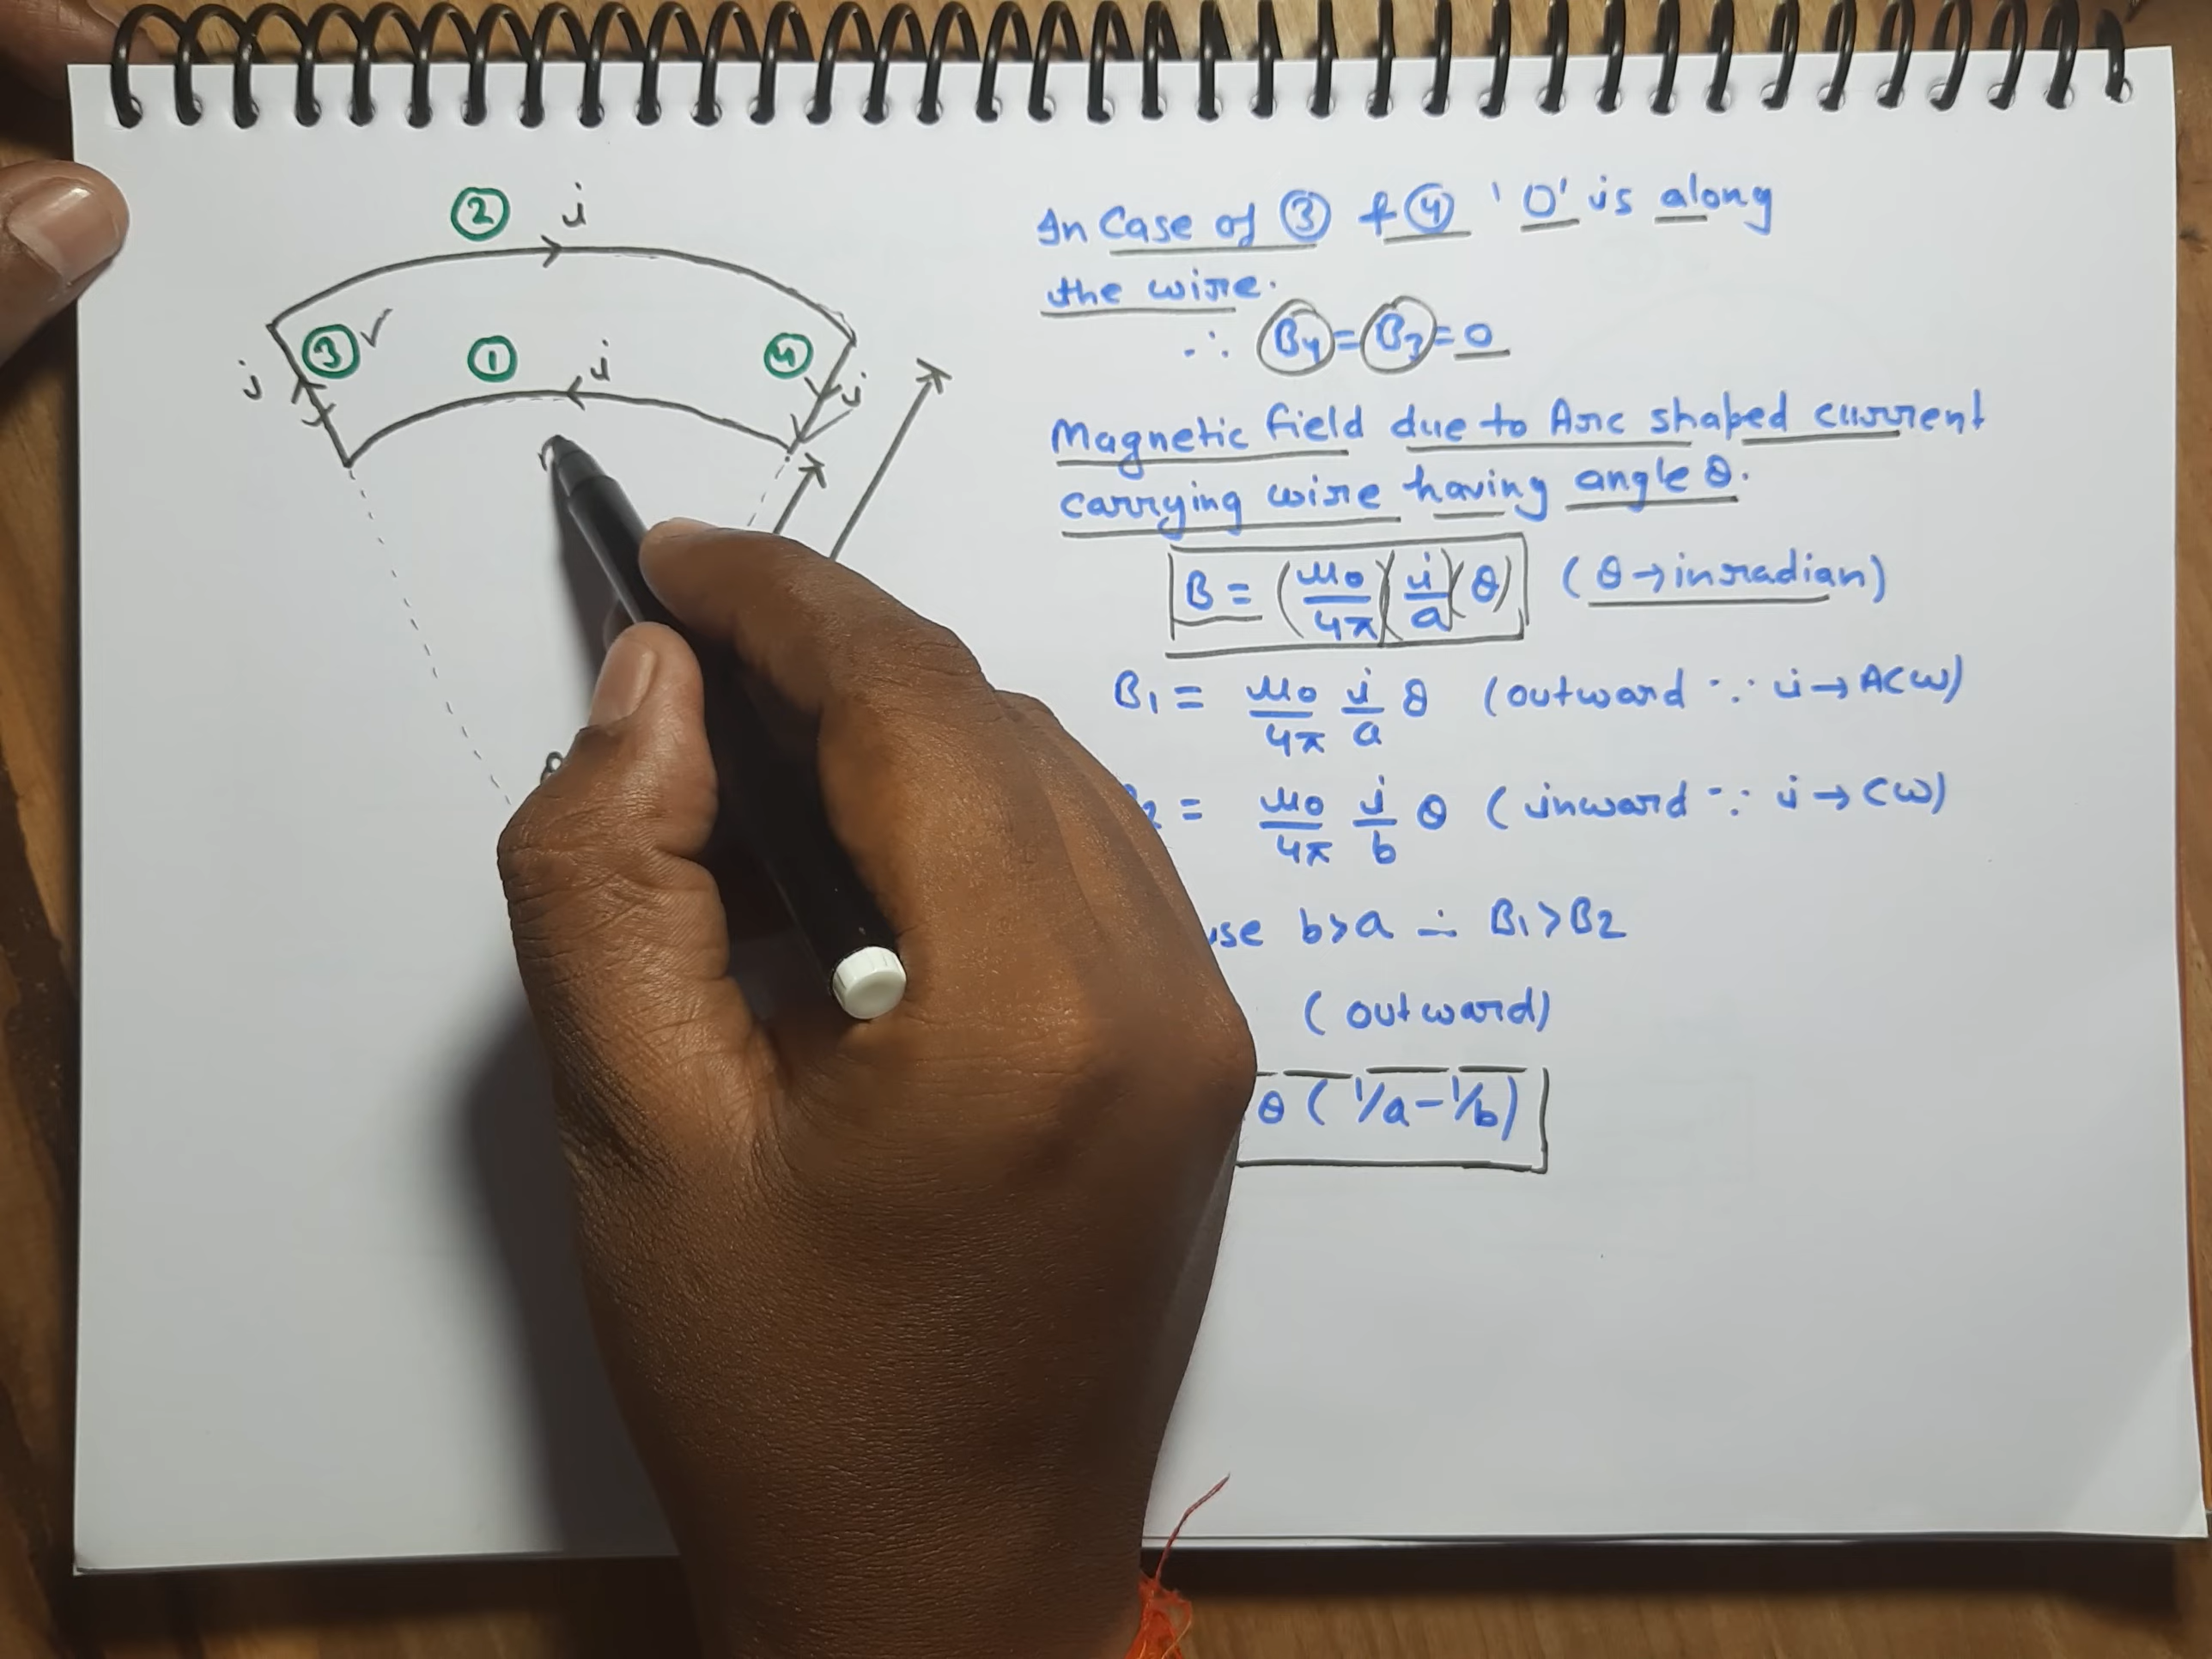 ② i
③ ✓
① i
④
i
i
In Case of ③ & ④ 'O' is along
the wire.
∴ B4 = B3 = 0
Magnetic field due to Arc shaped current
carrying wire having angle θ.
B = (μ0/4π)(i/a)(θ) (θ → in radian)
B1 = μ0/4π i/a θ (outward ∵ i → ACW)
2 = μ0/4π i/b θ (inward ∵ i → CW)
use b>a ∴ B1>B2
(outward)
θ (1/a - 1/b)